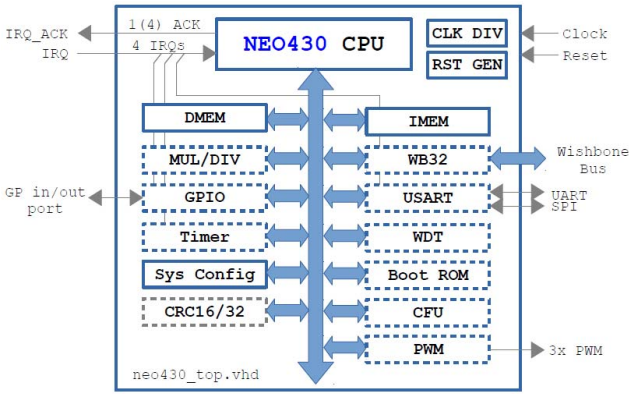 IRQ_ACK
1(4) ACK
IRQ
4 IRQs
NEO430 CPU
CLK DIV
Clock
RST GEN
Reset
DMEM
IMEM
MUL/DIV
WB32
Wishbone
Bus
GP in/out
port
GPIO
USART
UART
SPI
Timer
WDT
Sys Config
Boot ROM
CRC16/32
CFU
PWM
3x PWM
neo430_top.vhd